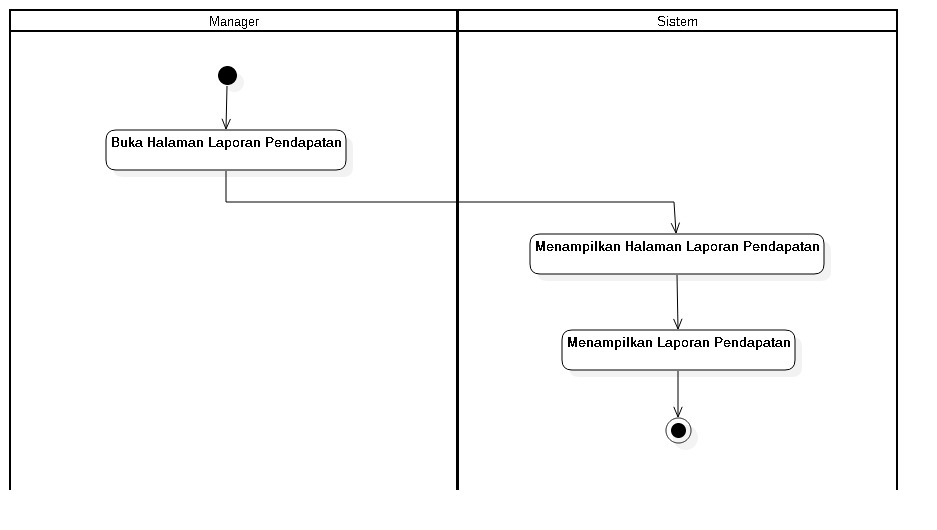 Manager
Sistem
Buka Halaman Laporan Pendapatan
Menampilkan Halaman Laporan Pendapatan
Menampilkan Laporan Pendapatan